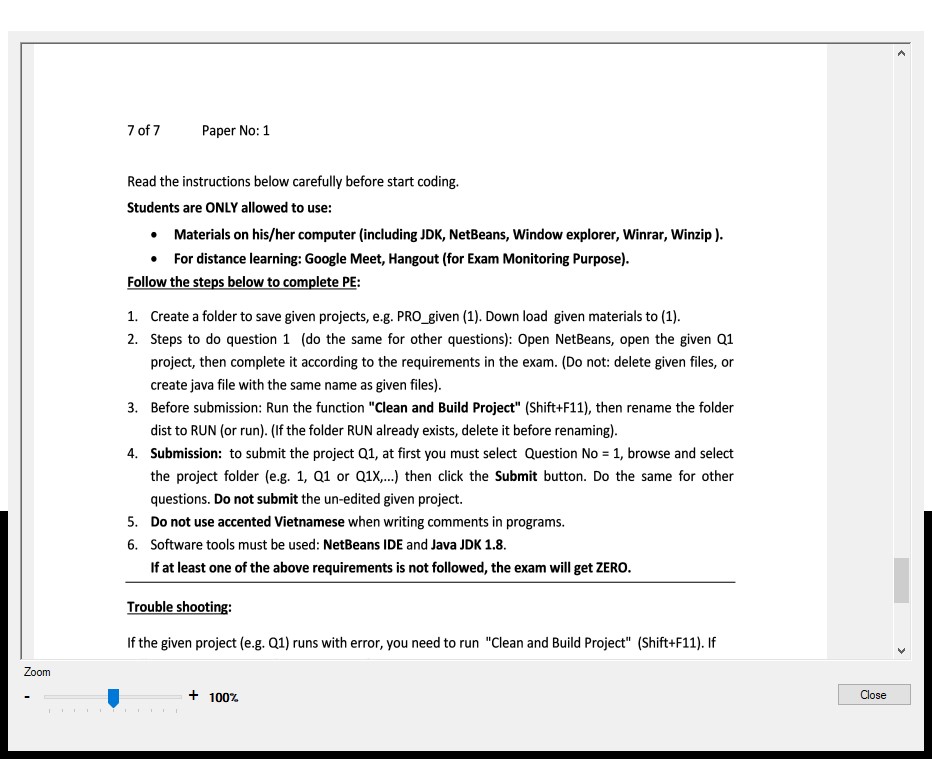 7 of 7 Paper No: 1
Read the instructions below carefully before start coding.
Students are ONLY allowed to use:
• Materials on his/her computer (including JDK, NetBeans, Window explorer, Winrar, Winzip ).
• For distance learning: Google Meet, Hangout (for Exam Monitoring Purpose).
Follow the steps below to complete PE:
1. Create a folder to save given projects, e.g. PRO_given (1). Down load given materials to (1).
2. Steps to do question 1 (do the same for other questions): Open NetBeans, open the given Q1
project, then complete it according to the requirements in the exam. (Do not: delete given files, or
create java file with the same name as given files).
3. Before submission: Run the function "Clean and Build Project" (Shift+F11), then rename the folder
dist to RUN (or run). (If the folder RUN already exists, delete it before renaming).
4. Submission: to submit the project Q1, at first you must select Question No = 1, browse and select
the project folder (e.g. 1, Q1 or Q1X,...) then click the Submit button. Do the same for other
questions. Do not submit the un-edited given project.
5. Do not use accented Vietnamese when writing comments in programs.
6. Software tools must be used: NetBeans IDE and Java JDK 1.8.
If at least one of the above requirements is not followed, the exam will get ZERO.
Trouble shooting:
If the given project (e.g. Q1) runs with error, you need to run "Clean and Build Project" (Shift+F11). If
Zoom
- + 100%
Close